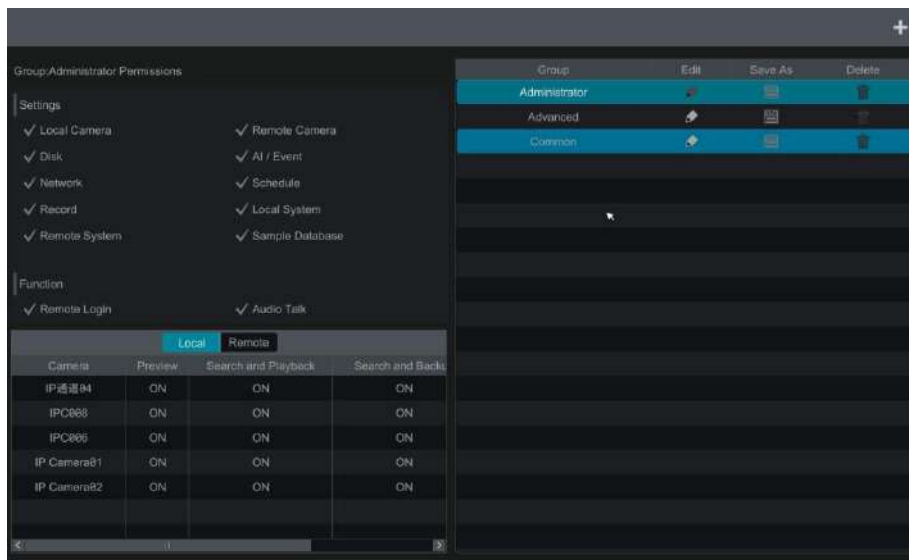 +
Group:Administrator Permissions
Settings
Local Camera Remote Camera
Disk AI / Event
Network Schedule
Record Local System
Remote System Sample Database
Function
Remote Login Audio Talk
Local Remote
Camera Preview Search and Playback Search and Backu
IP通道04 ON ON ON
IPC008 ON ON ON
IPC006 ON ON ON
IP Camera01 ON ON ON
IP Camera02 ON ON ON
Group Edit Save As Delete
Administrator
Advanced
Common